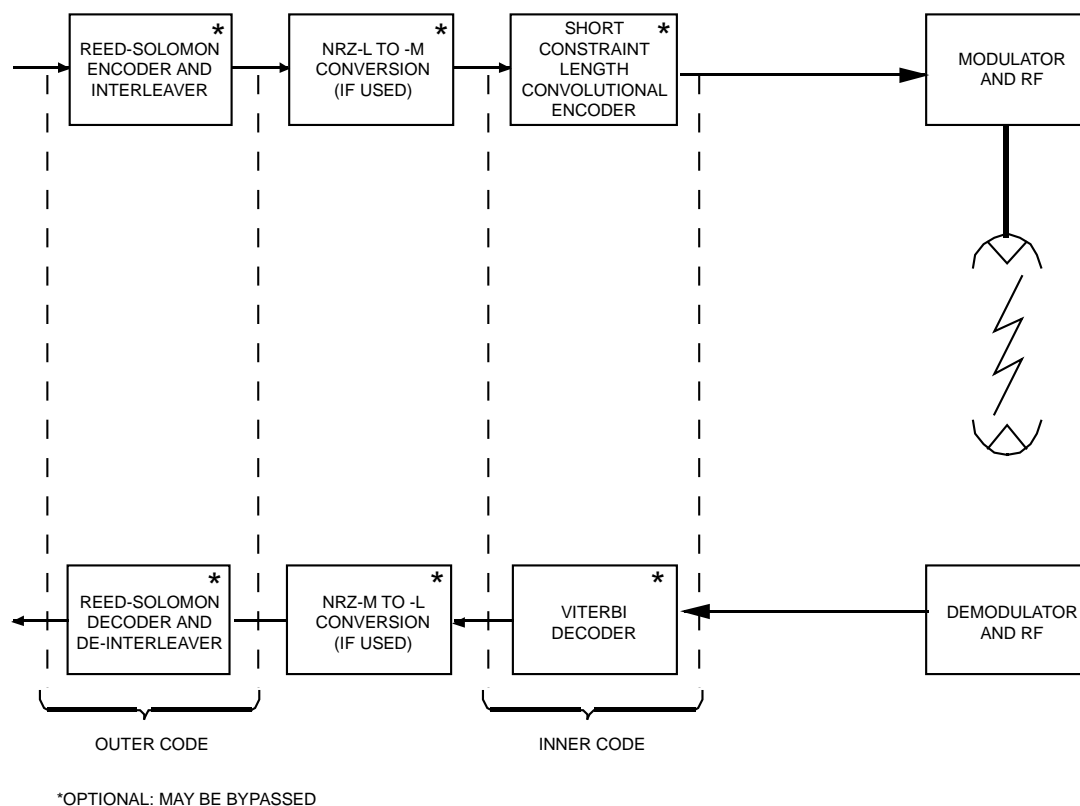 *
REED-SOLOMON
ENCODER AND
INTERLEAVER
*
NRZ-L TO -M
CONVERSION
(IF USED)
*
SHORT
CONSTRAINT
LENGTH
CONVOLUTIONAL
ENCODER
MODULATOR
AND RF
*
REED-SOLOMON
DECODER AND
DE-INTERLEAVER
*
NRZ-M TO -L
CONVERSION
(IF USED)
*
VITERBI
DECODER
DEMODULATOR
AND RF
OUTER CODE
INNER CODE
*OPTIONAL: MAY BE BYPASSED